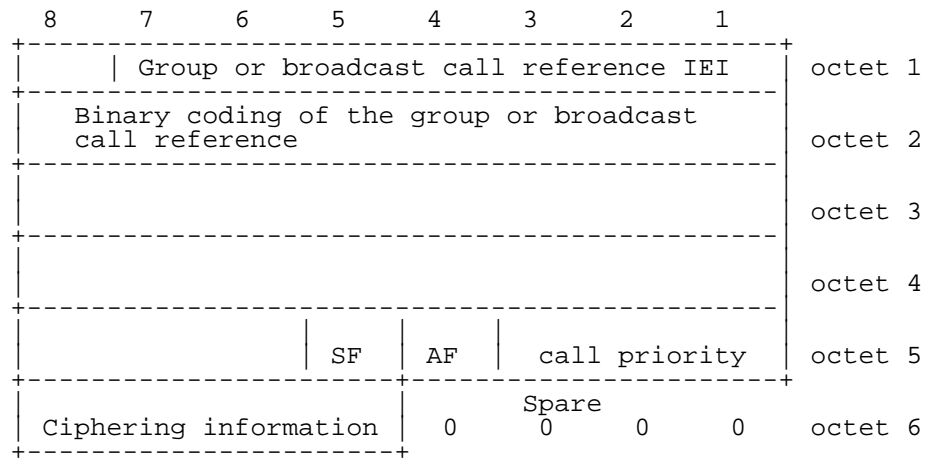 8 7 6 5 4 3 2 1
Group or broadcast call reference IEI octet 1
Binary coding of the group or broadcast
call reference octet 2
octet 3
octet 4
SF AF call priority octet 5
Spare
Ciphering information 0 0 0 0 octet 6